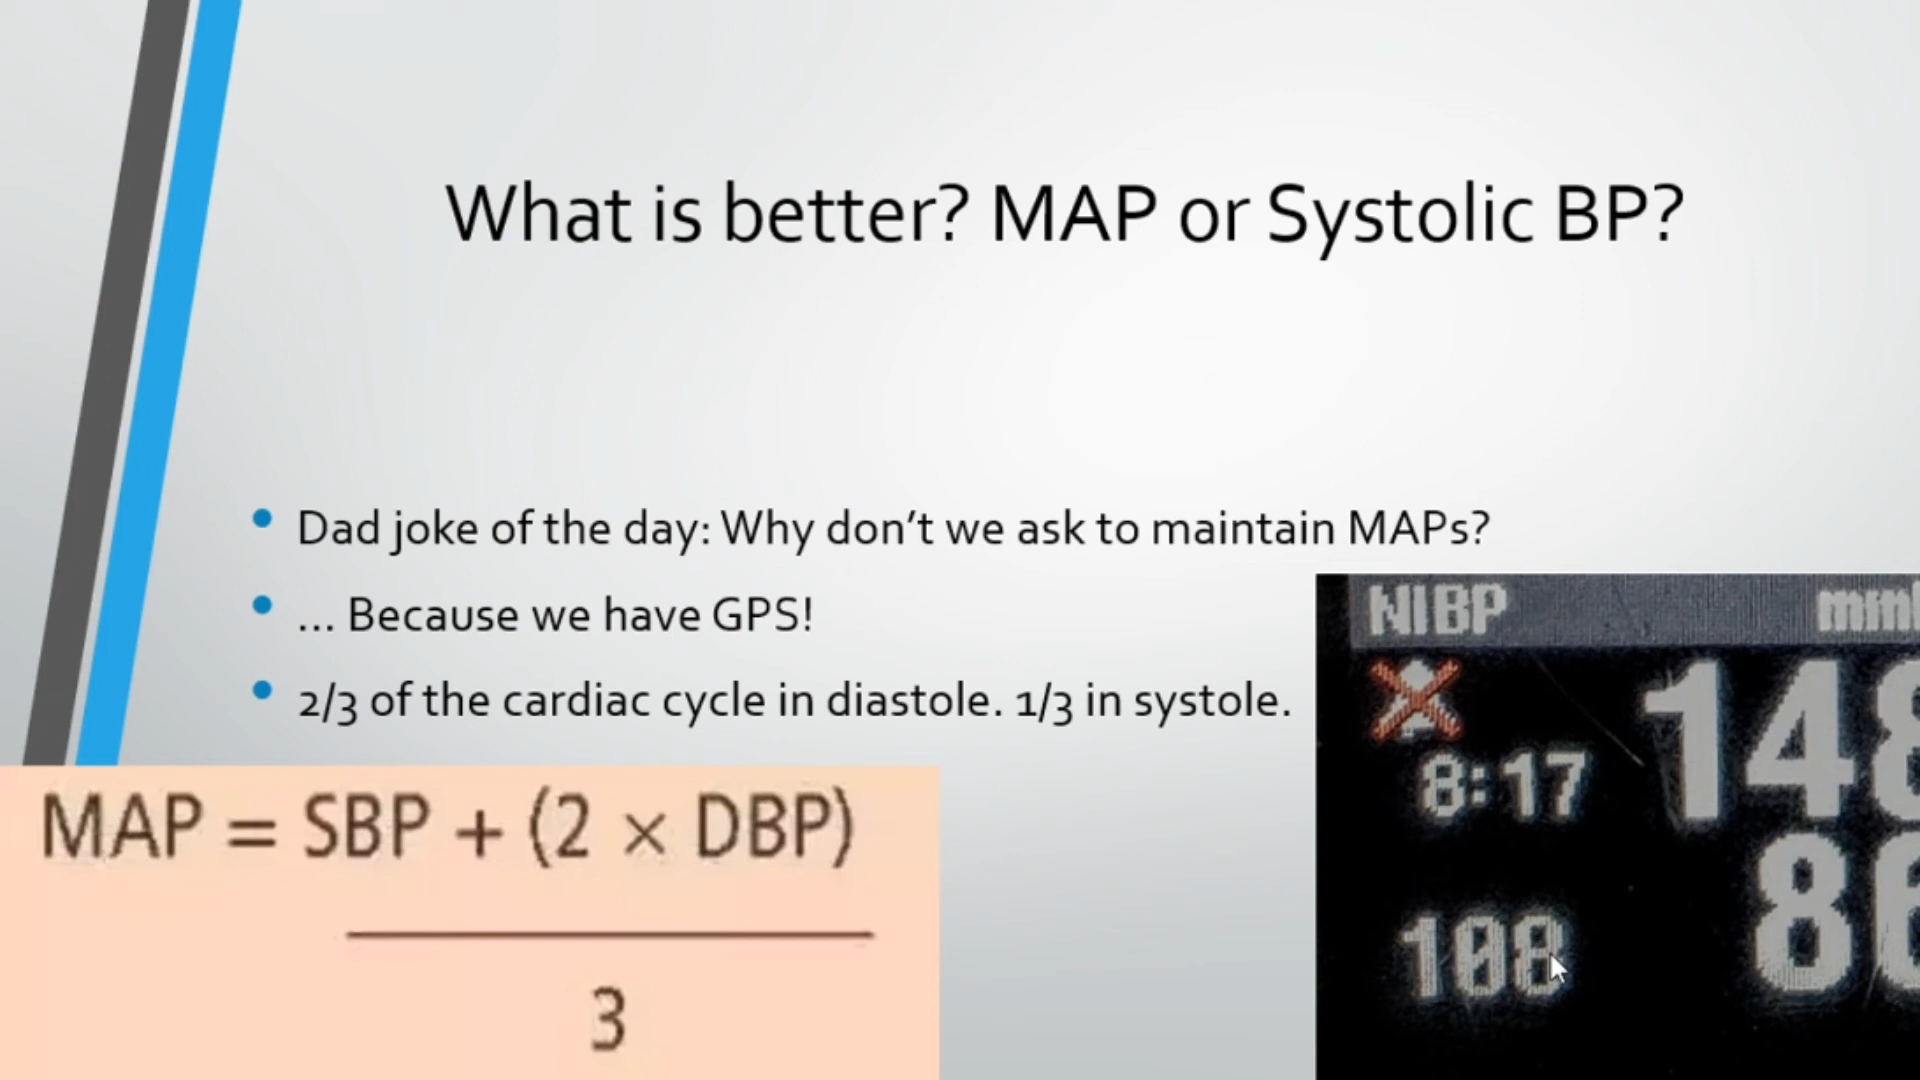 What is better? MAP or Systolic BP?
• Dad joke of the day: Why don’t we ask to maintain MAPs?
• … Because we have GPS!
• 2/3 of the cardiac cycle in diastole. 1/3 in systole.
MAP = SBP + (2 × DBP)
3
NIBP
148
8:17
86
108